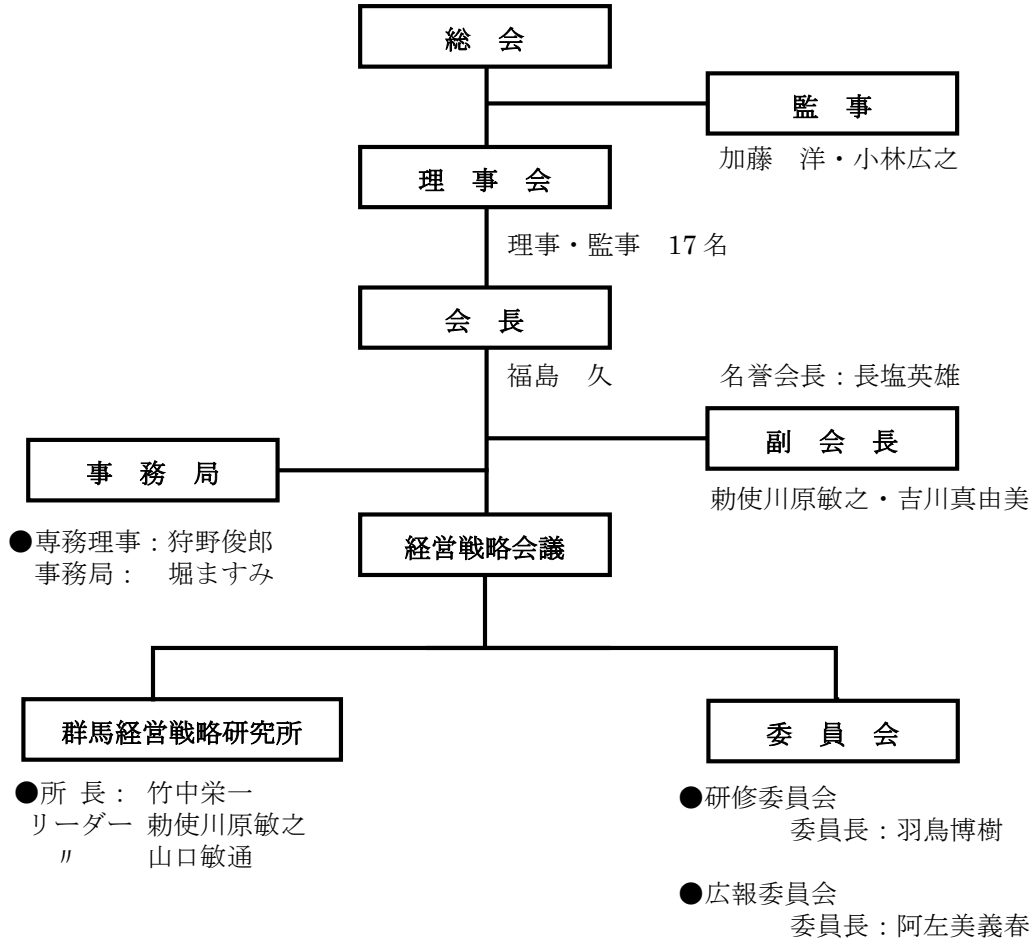 総　会
監　事
加藤　洋・小林広之
理　事　会
理事・監事　17名
会　長
福島　久
名誉会長：長塩英雄
副　会　長
勅使川原敏之・吉川真由美
事　務　局
●専務理事：狩野俊郎
事務局：　堀ますみ
経営戦略会議
群馬経営戦略研究所
●所 長： 竹中栄一
リーダー 勅使川原敏之
〃　　　山口敏通
委　員　会
●研修委員会
委員長：羽鳥博樹
●広報委員会
委員長：阿左美義春